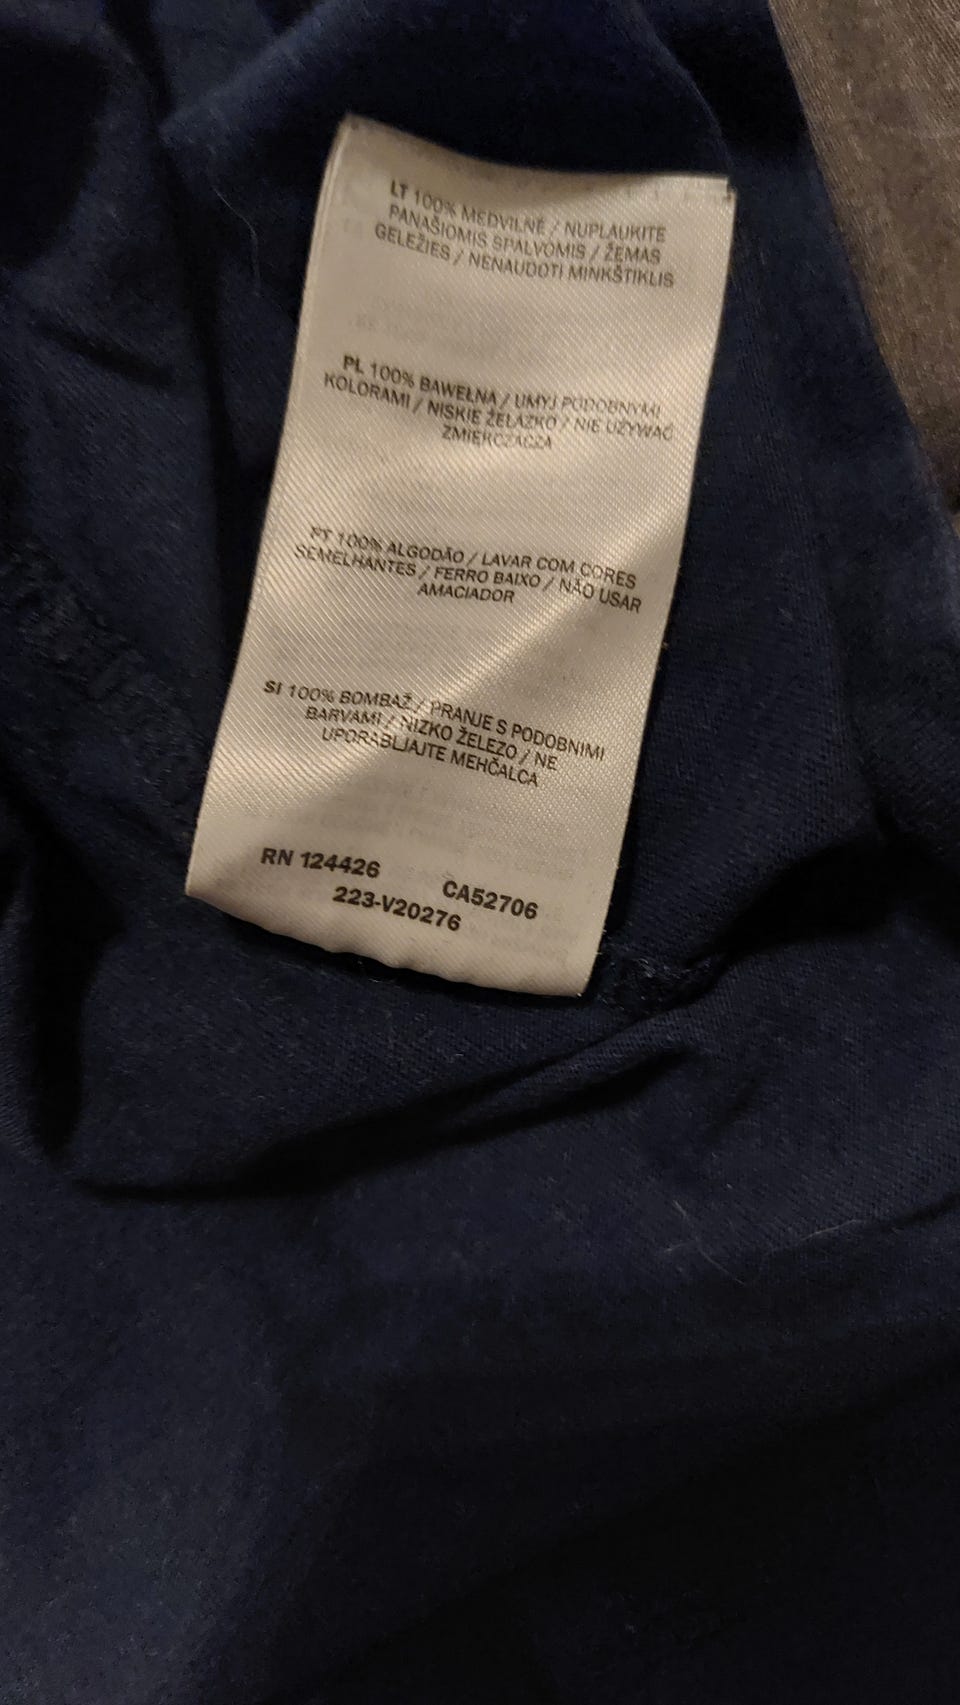 LT 100% MEDVILNĖ / NUPLAUKITE
PANAŠIOMIS SPALVOMIS / ŽEMAS
GELEŽIES / NENAUDOTI MINKŠTIKLIS
PL 100% BAWEŁNA / UMYJ PODOBNYMI
KOLORAMI / NISKIE ŻELAZKO / NIE UŻYWAĆ
ZMIĘKCZACZA
PT 100% ALGODÃO / LAVAR COM CORES
SEMELHANTES / FERRO BAIXO / NÃO USAR
AMACIADOR
SI 100% BOMBAŽ / PRANJE S PODOBNIMI
BARVAMI / NIZKO ŽELEZO / NE
UPORABLJAJTE MEHČALCA
RN 124426 CA52706
223-V20276